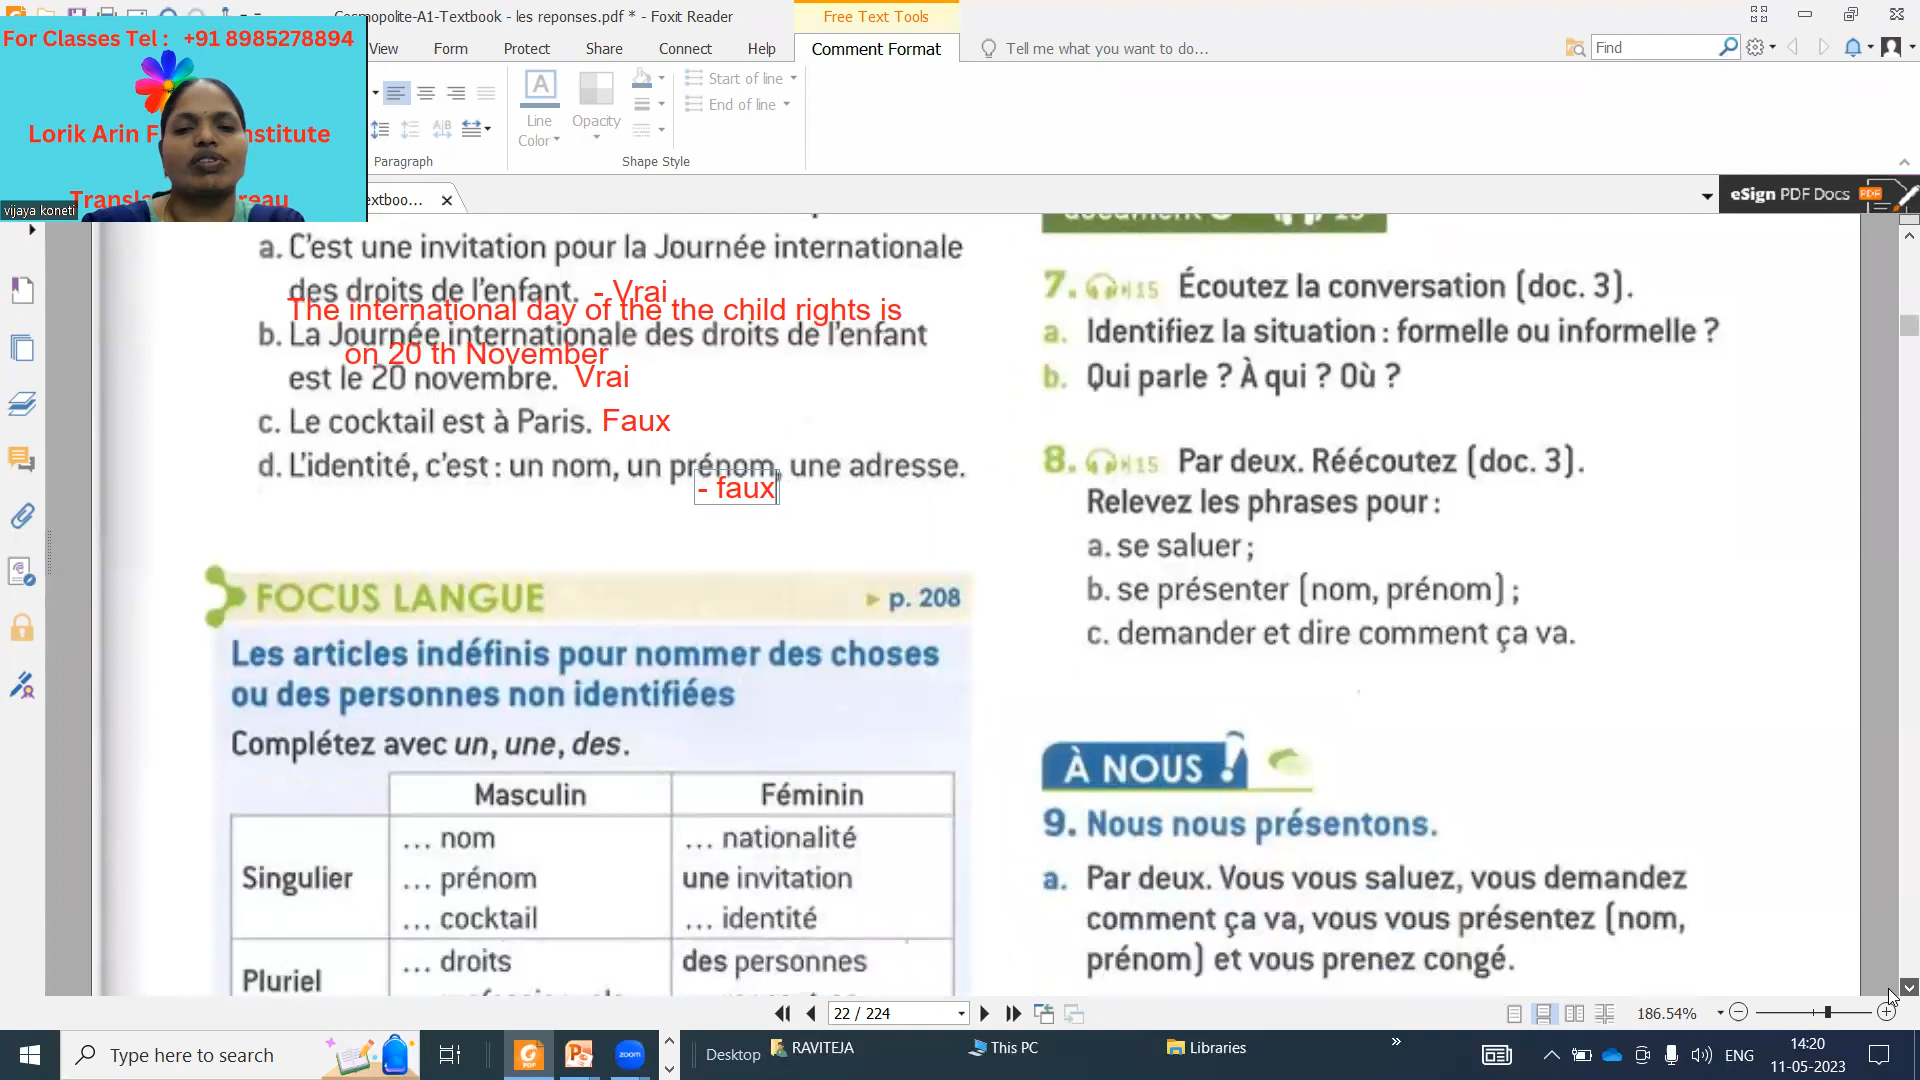 Cosmopolite-A1-Textbook - les reponses.pdf * - Foxit Reader
Free Text Tools
View Form Protect Share Connect Help Comment Format
Tell me what you want to do...
Find
For Classes Tel : +91 8985278894
Lorik Arin
vijaya koneti
Line Color
Opacity
Start of line
End of line
Paragraph
Shape Style
extboo...
eSign PDF Docs
PDF
a. C'est une invitation pour la Journée internationale
des droits de l'enfant. - Vrai
The international day of the the child rights is
b. La Journée internationale des droits de l'enfant
on 20 th November
est le 20 novembre. Vrai
c. Le cocktail est à Paris. Faux
d. L'identité, c'est : un nom, un prénom, une adresse.
- faux
FOCUS LANGUE
p. 208
Les articles indéfinis pour nommer des choses
ou des personnes non identifiées
Complétez avec un, une, des.
Masculin Féminin
Singulier
... nom ... nationalité
... prénom une invitation
... cocktail ... identité
Pluriel
... droits des personnes
7. 15 Écoutez la conversation (doc. 3).
a. Identifiez la situation : formelle ou informelle ?
b. Qui parle ? À qui ? Où ?
8. 15 Par deux. Réécoutez (doc. 3).
Relevez les phrases pour :
a. se saluer ;
b. se présenter (nom, prénom) ;
c. demander et dire comment ça va.
À NOUS !
9. Nous nous présentons.
a. Par deux. Vous vous saluez, vous demandez
comment ça va, vous vous présentez (nom,
prénom) et vous prenez congé.
22 / 224
186.54%
Type here to search
zoom
Desktop
RAVITEJA
This PC
Libraries
ENG
14:20
11-05-2023